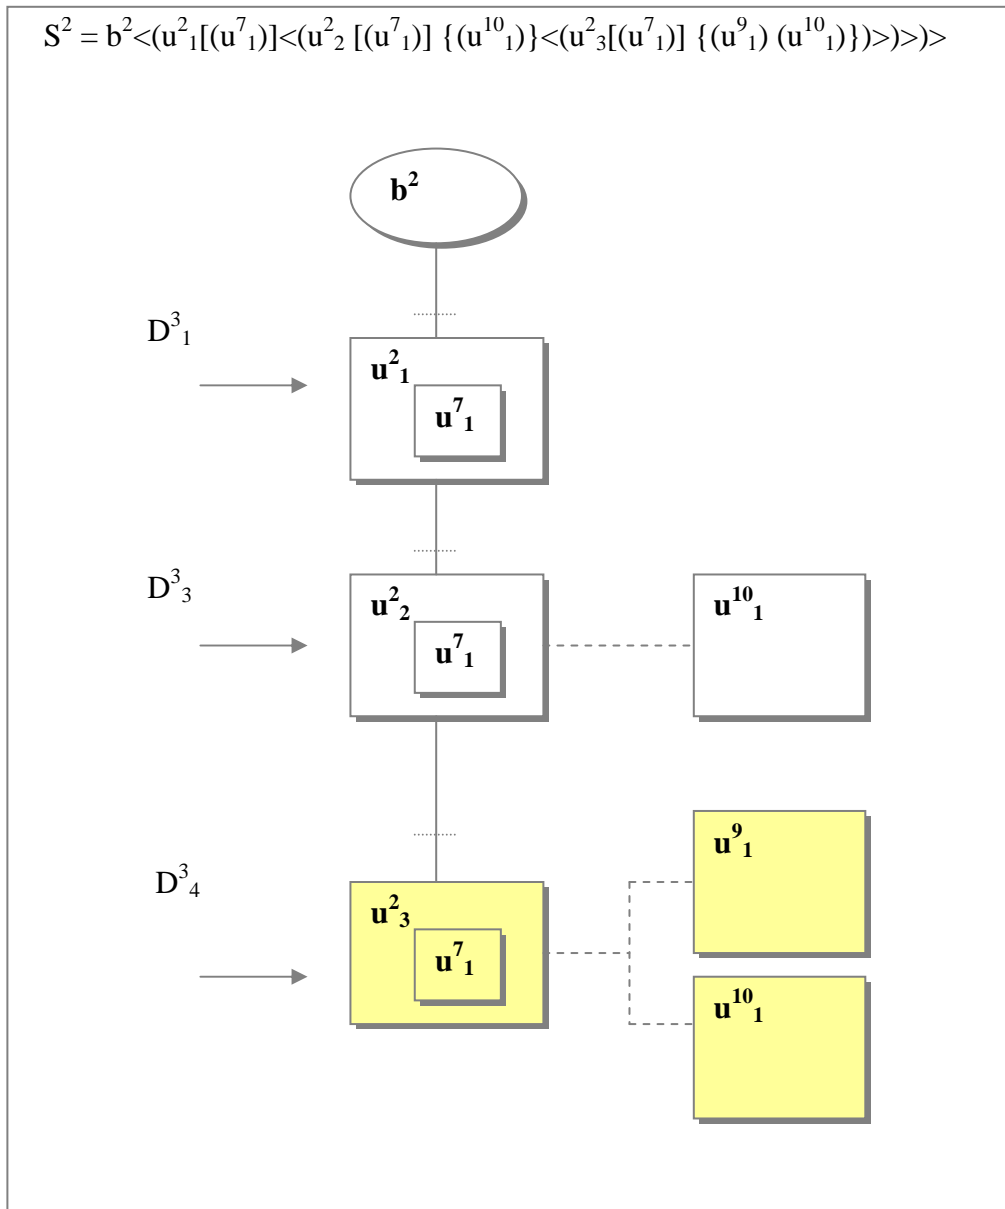 S²  = b²<(u²₁[(u⁷₁)]<(u²₂ [(u⁷₁)] {(u¹⁰₁)}<(u²₃[(u⁷₁)] {(u⁹₁) (u¹⁰₁)})>)>)>
b²
D³₁
u²₁
u⁷₁
D³₃
u²₂
u⁷₁
u¹⁰₁
D³₄
u²₃
u⁷₁
u⁹₁
u¹⁰₁